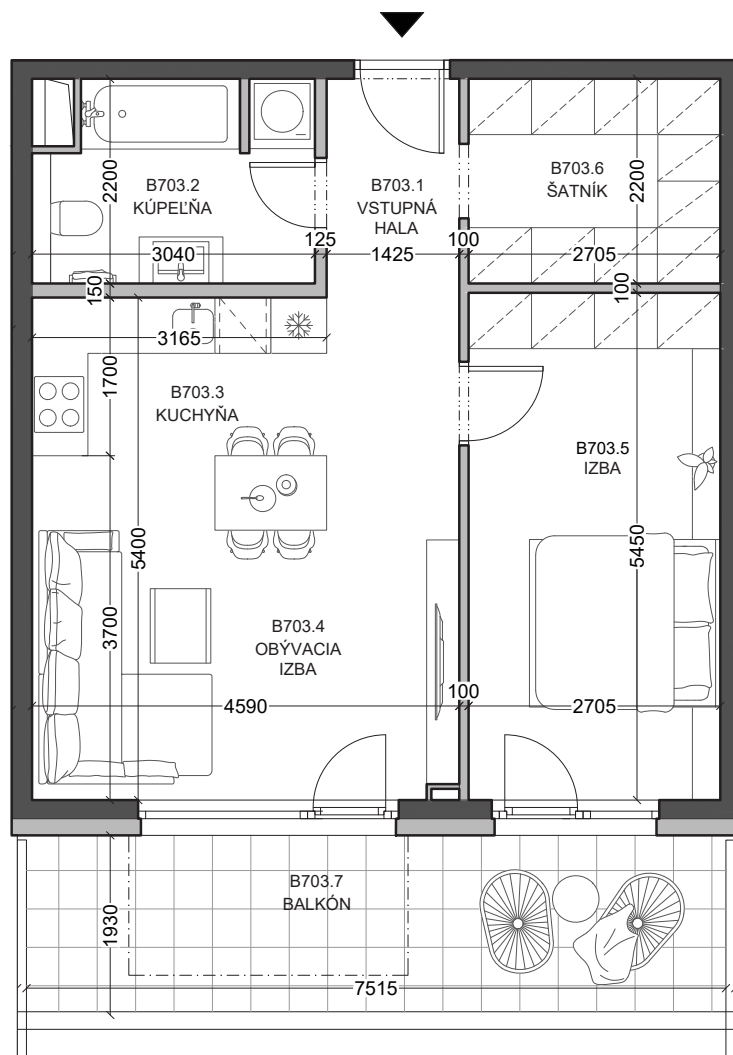 B703.2
KÚPEĽŇA
B703.1
VSTUPNÁ
HALA
B703.6
ŠATNÍK
2200
2200
3040
125
1425
100
2705
150
100
3165
1700
B703.3
KUCHYŇA
B703.5
IZBA
5400
5450
3700
B703.4
OBÝVACIA
IZBA
4590
100
2705
B703.7
BALKÓN
1930
7515